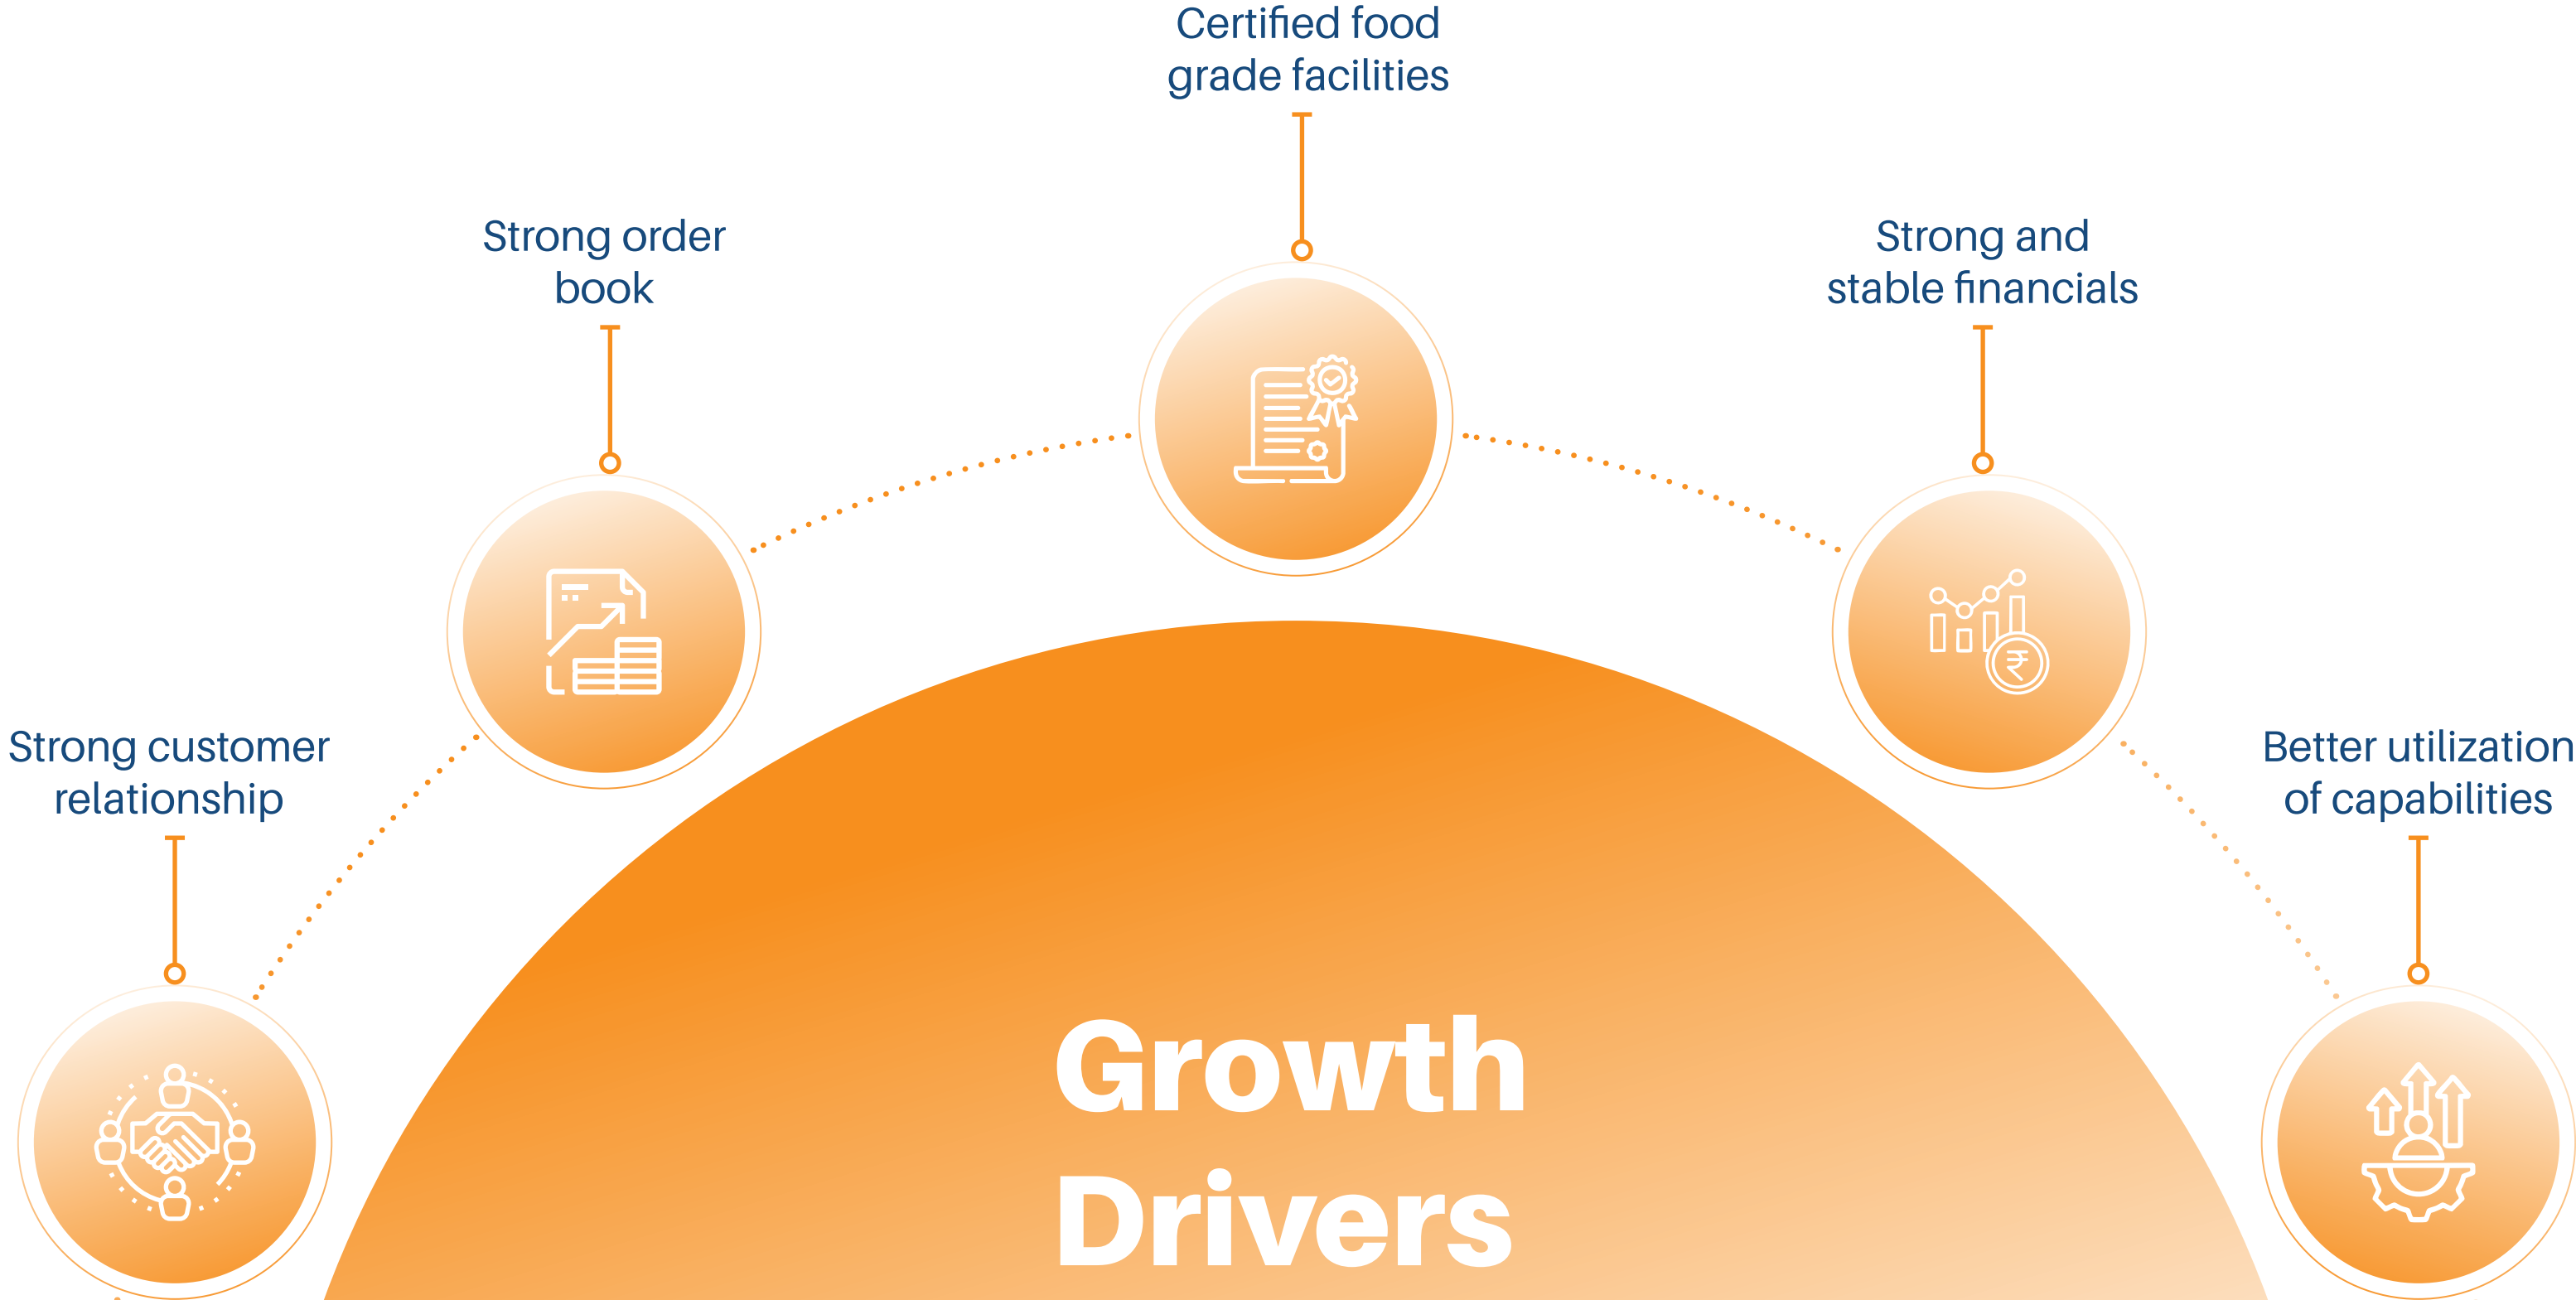 Certified food
grade facilities
Strong order
book
Strong and
stable financials
Strong customer
relationship
Better utilization
of capabilities
₹
Growth
Drivers